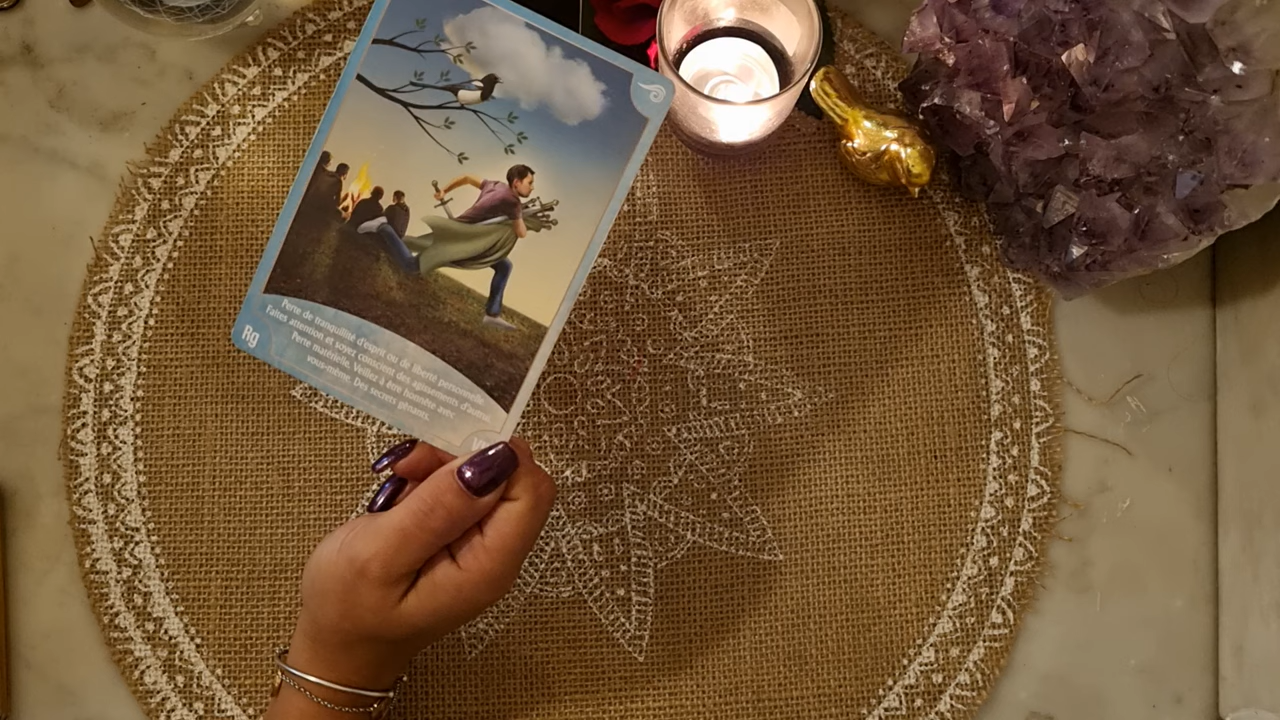 Perte de tranquillité d'esprit ou de liberté personnelle.
Faites attention et soyez conscient des agissements d'autrui.
Perte matérielle. Veillez à être honnête avec
vous-même. Des secrets gênants.
Rg